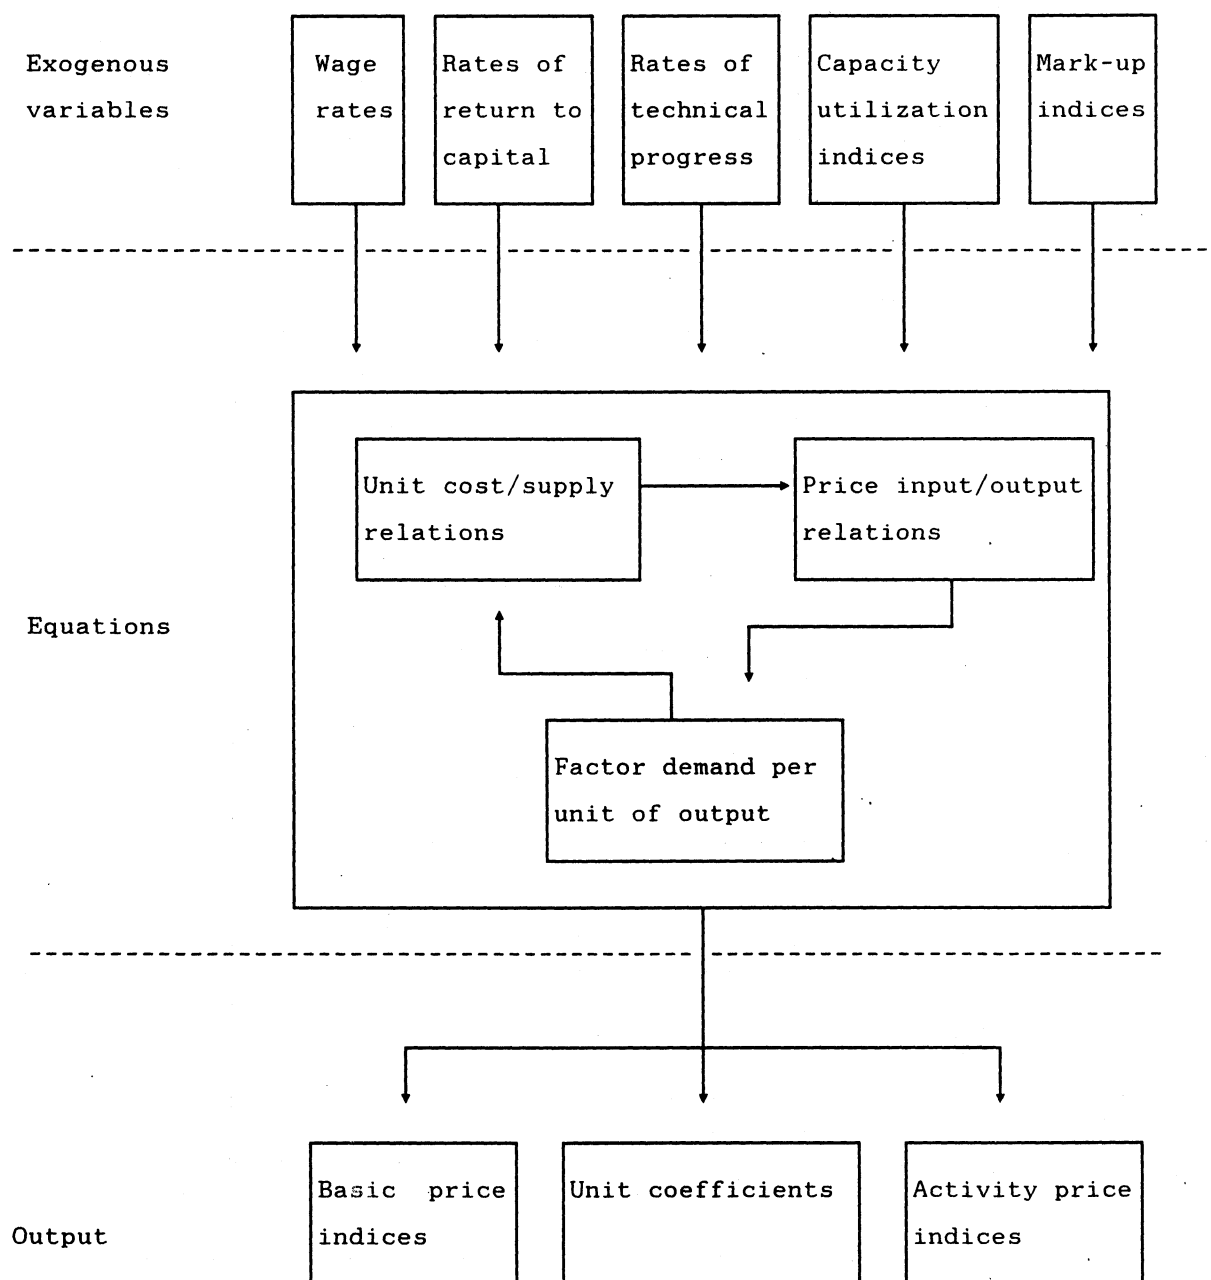 Exogenous
variables
Wage
rates
Rates of
return to
capital
Rates of
technical
progress
Capacity
utilization
indices
Mark-up
indices
Equations
Unit cost/supply
relations
Price input/output
relations
Factor demand per
unit of output
Output
Basic price
indices
Unit coefficients
Activity price
indices